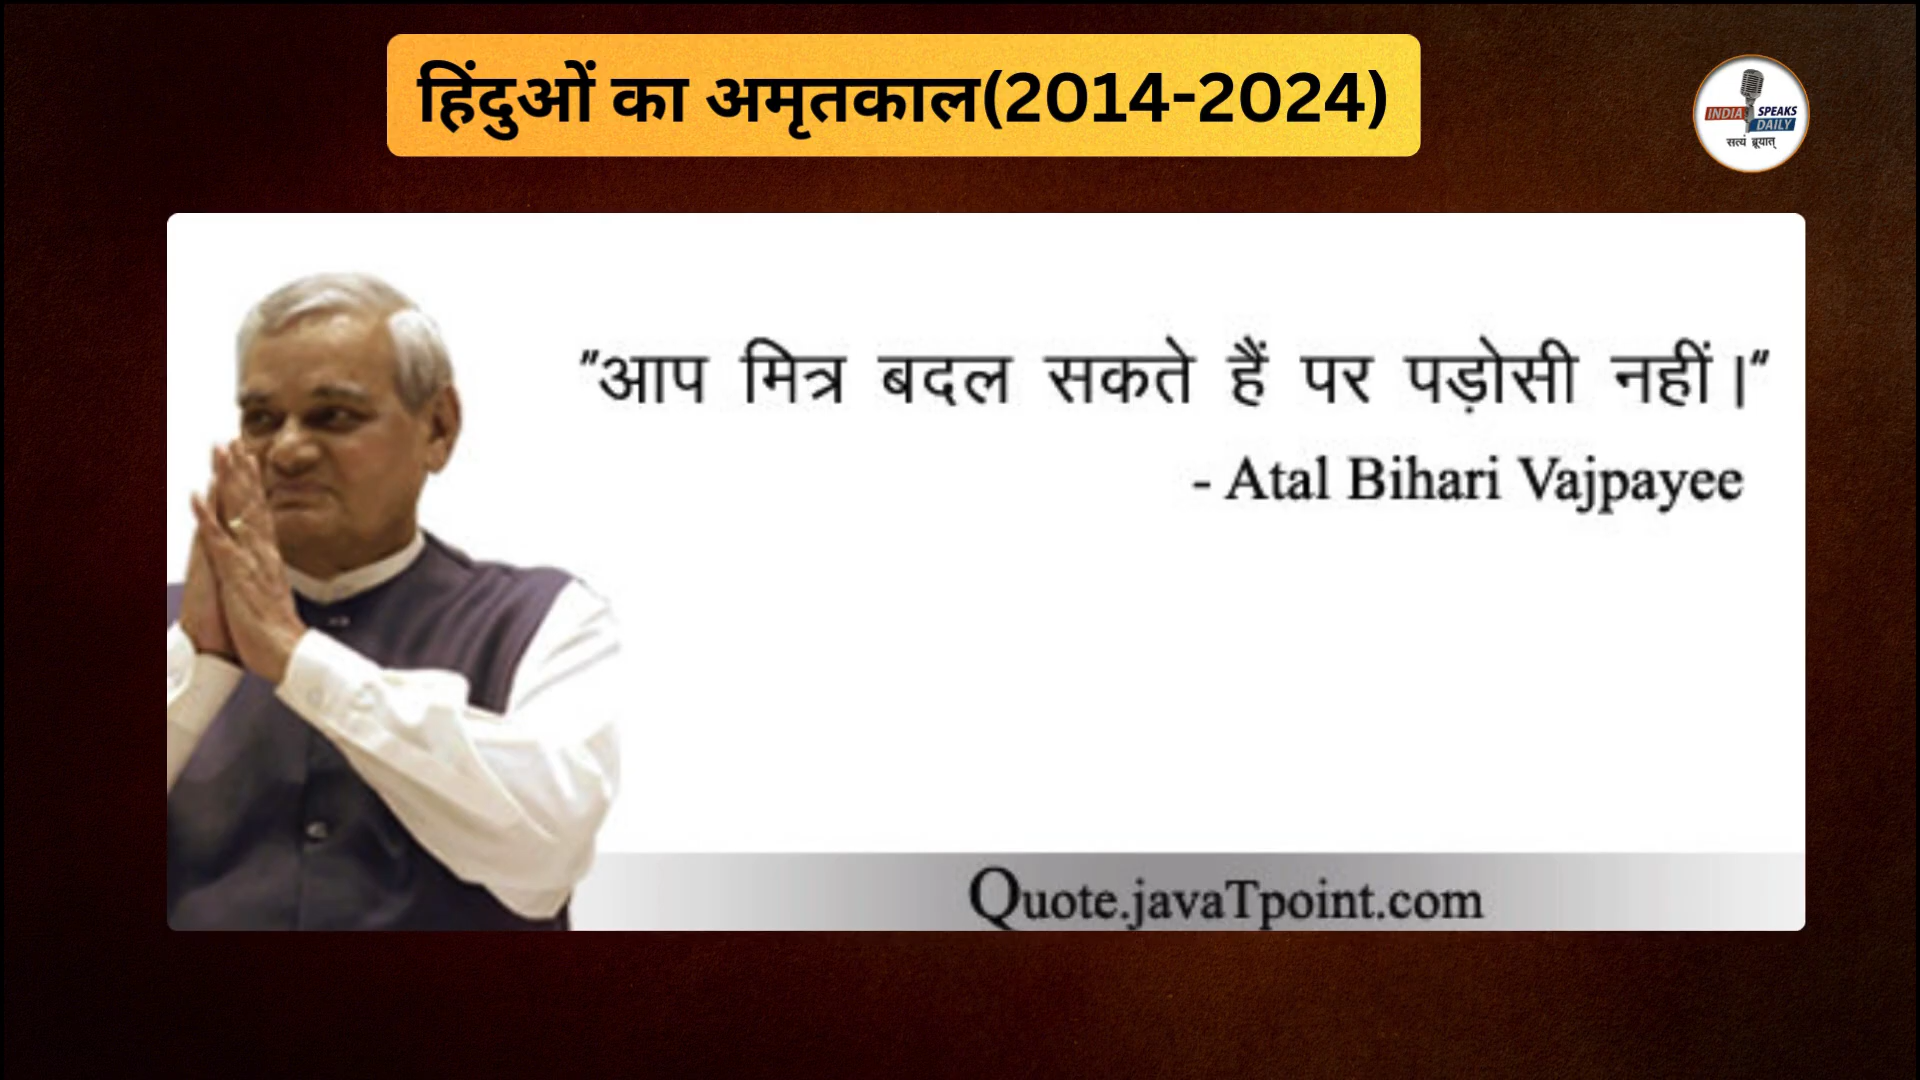 हिंदुओं का अमृतकाल(2014-2024)
INDIA SPEAKS
DAILY
सत्यं ब्रूयात्
"आप मित्र बदल सकते हैं पर पड़ोसी नहीं|"
- Atal Bihari Vajpayee
Quote.javaTpoint.com